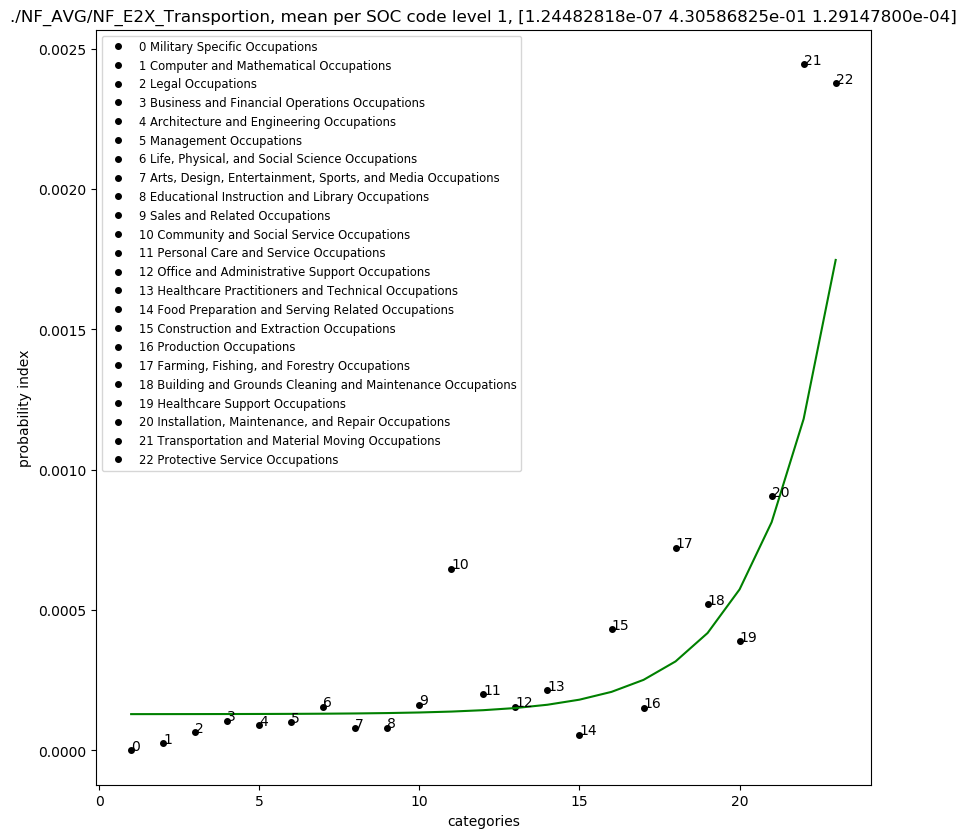 ./NF_AVG/NF_E2X_Transportion, mean per SOC code level 1, [1.24482818e-07 4.30586825e-01 1.29147800e-04]
0 Military Specific Occupations
1 Computer and Mathematical Occupations
2 Legal Occupations
3 Business and Financial Operations Occupations
4 Architecture and Engineering Occupations
5 Management Occupations
6 Life, Physical, and Social Science Occupations
7 Arts, Design, Entertainment, Sports, and Media Occupations
8 Educational Instruction and Library Occupations
9 Sales and Related Occupations
10 Community and Social Service Occupations
11 Personal Care and Service Occupations
12 Office and Administrative Support Occupations
13 Healthcare Practitioners and Technical Occupations
14 Food Preparation and Serving Related Occupations
15 Construction and Extraction Occupations
16 Production Occupations
17 Farming, Fishing, and Forestry Occupations
18 Building and Grounds Cleaning and Maintenance Occupations
19 Healthcare Support Occupations
20 Installation, Maintenance, and Repair Occupations
21 Transportation and Material Moving Occupations
22 Protective Service Occupations
probability index
0.0025
0.0020
0.0015
0.0010
0.0005
0.0000
0
1
2
3
4
5
6
7
8
9
10
11
12
13
14
15
16
17
18
19
20
21
22
0
5
10
15
20
categories